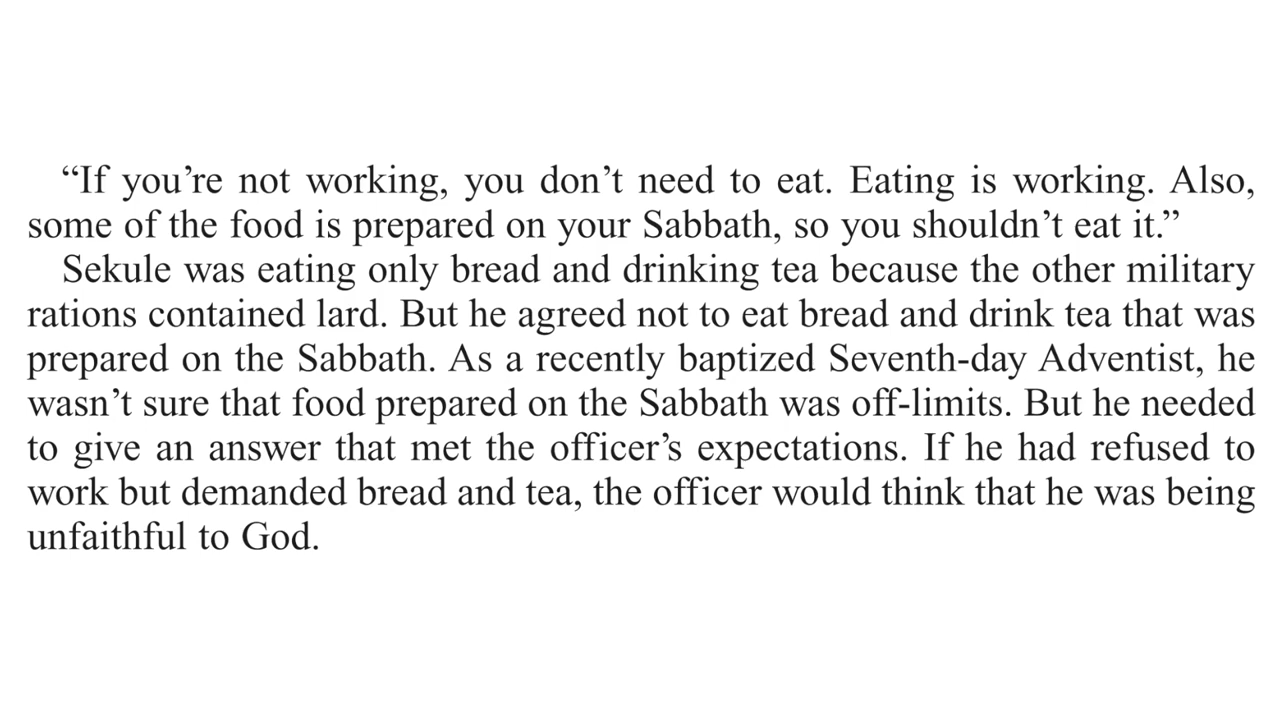 “If you’re not working, you don’t need to eat. Eating is working. Also,
some of the food is prepared on your Sabbath, so you shouldn’t eat it.”
Sekule was eating only bread and drinking tea because the other military
rations contained lard. But he agreed not to eat bread and drink tea that was
prepared on the Sabbath. As a recently baptized Seventh-day Adventist, he
wasn’t sure that food prepared on the Sabbath was off-limits. But he needed
to give an answer that met the officer’s expectations. If he had refused to
work but demanded bread and tea, the officer would think that he was being
unfaithful to God.